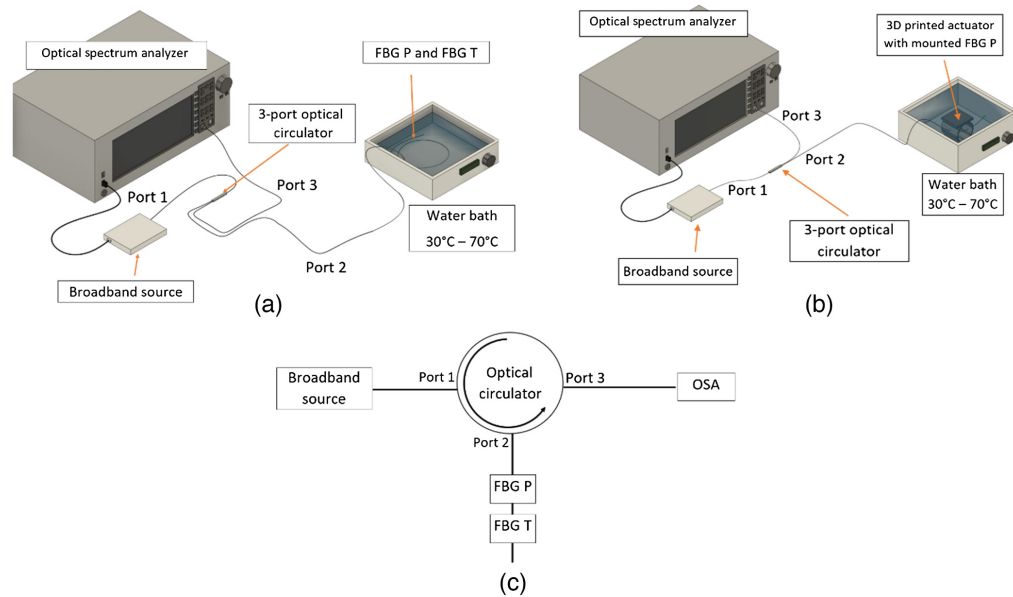 Optical spectrum analyzer
FBG P and FBG T
3-port optical
circulator
Port 1
Port 3
Port 2
Water bath
30°C – 70°C
Broadband source
(a)
Optical spectrum analyzer
3D printed actuator
with mounted FBG P
Port 3
Port 2
Port 1
Water bath
30°C – 70°C
3-port optical
circulator
Broadband source
(b)
Broadband
source
Port 1
Optical
circulator
Port 3
OSA
Port 2
FBG P
FBG T
(c)